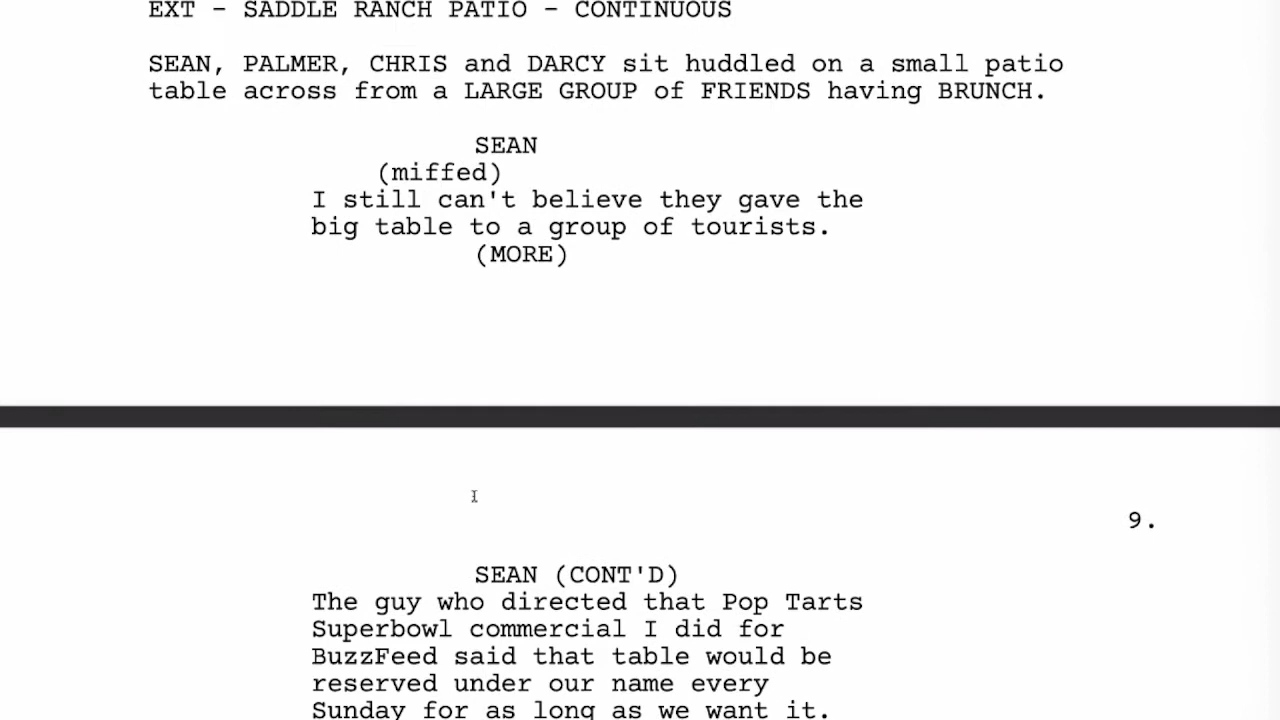 EXT - SADDLE RANCH PATIO - CONTINUOUS
SEAN, PALMER, CHRIS and DARCY sit huddled on a small patio
table across from a LARGE GROUP of FRIENDS having BRUNCH.
SEAN
(miffed)
I still can't believe they gave the
big table to a group of tourists.
(MORE)
9.
SEAN (CONT'D)
The guy who directed that Pop Tarts
Superbowl commercial I did for
BuzzFeed said that table would be
reserved under our name every
Sunday for as long as we want it.